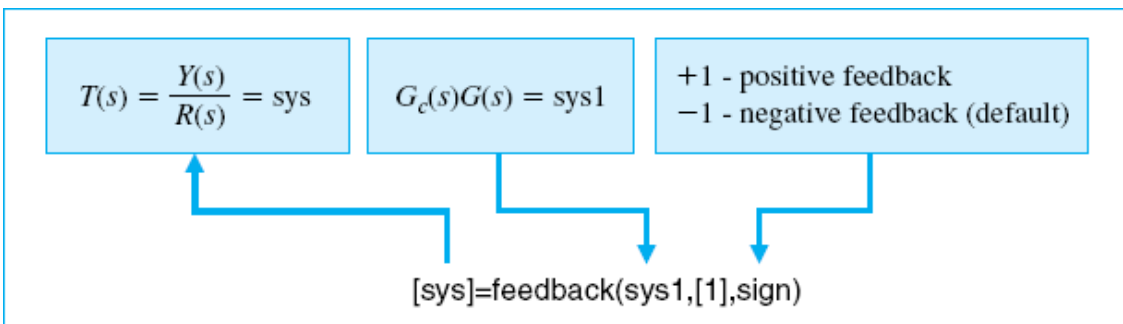 T(s) = Y(s)/R(s) = sys
G_c(s)G(s) = sys1
+1 - positive feedback
−1 - negative feedback (default)
[sys]=feedback(sys1,[1],sign)